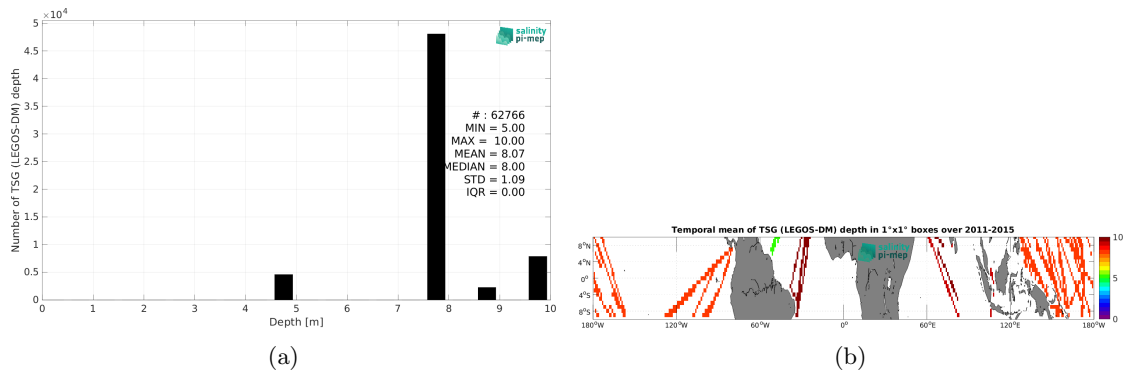 ×10⁴
5
4.5
4
3.5
3
2.5
2
1.5
1
0.5
0
Number of TSG (LEGOS-DM) depth
salinity
pi-mep
# : 62766
MIN = 5.00
MAX = 10.00
MEAN = 8.07
MEDIAN = 8.00
STD = 1.09
IQR = 0.00
0 1 2 3 4 5 6 7 8 9 10
Depth [m]
(a)
Temporal mean of TSG (LEGOS-DM) depth in 1°x1° boxes over 2011-2015
8°N
4°N
0°
4°S
8°S
salinity
pi-mep
10
5
0
180°W 120°W 60°W 0° 60°E 120°E 180°W
(b)